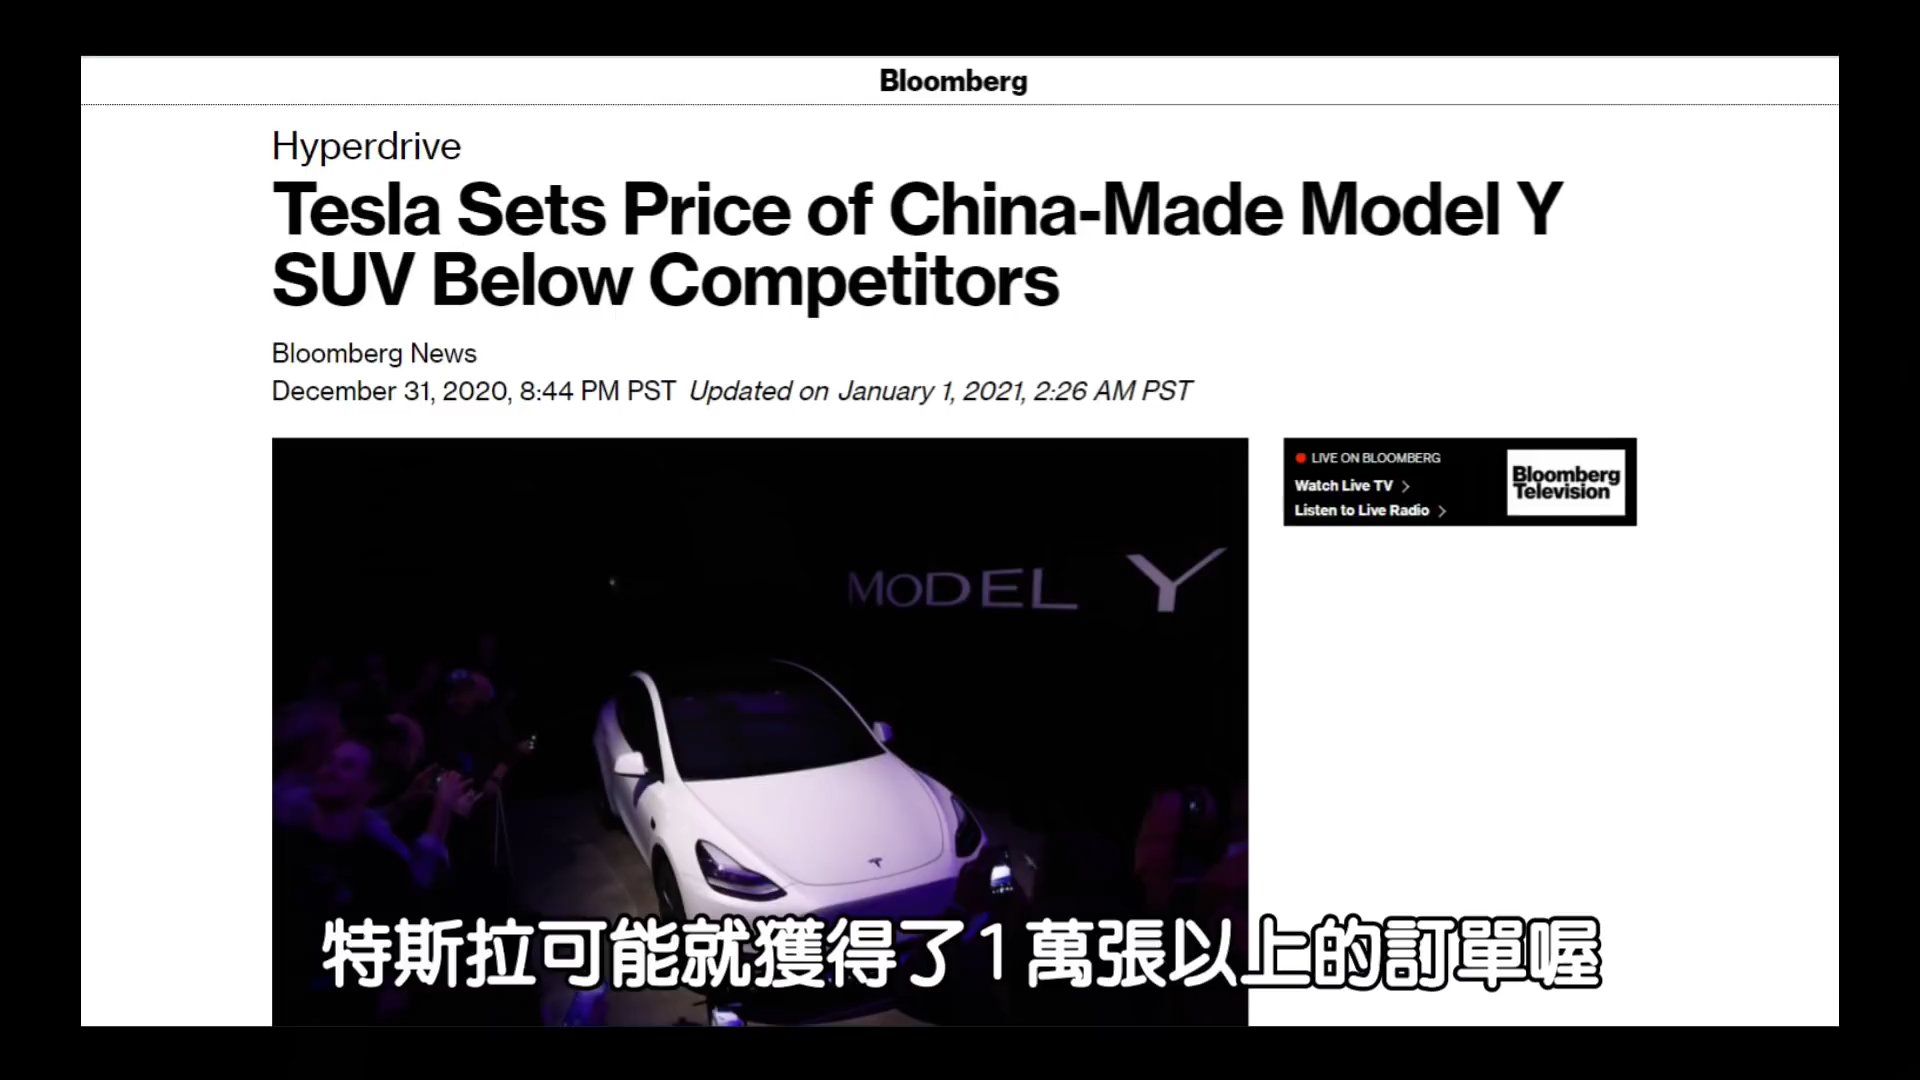 Bloomberg
Hyperdrive
Tesla Sets Price of China-Made Model Y
SUV Below Competitors
Bloomberg News
December 31, 2020, 8:44 PM PST Updated on January 1, 2021, 2:26 AM PST
LIVE ON BLOOMBERG
Watch Live TV
Listen to Live Radio
Bloomberg
Television
MODEL Y
特斯拉可能就獲得了1萬張以上的訂單喔